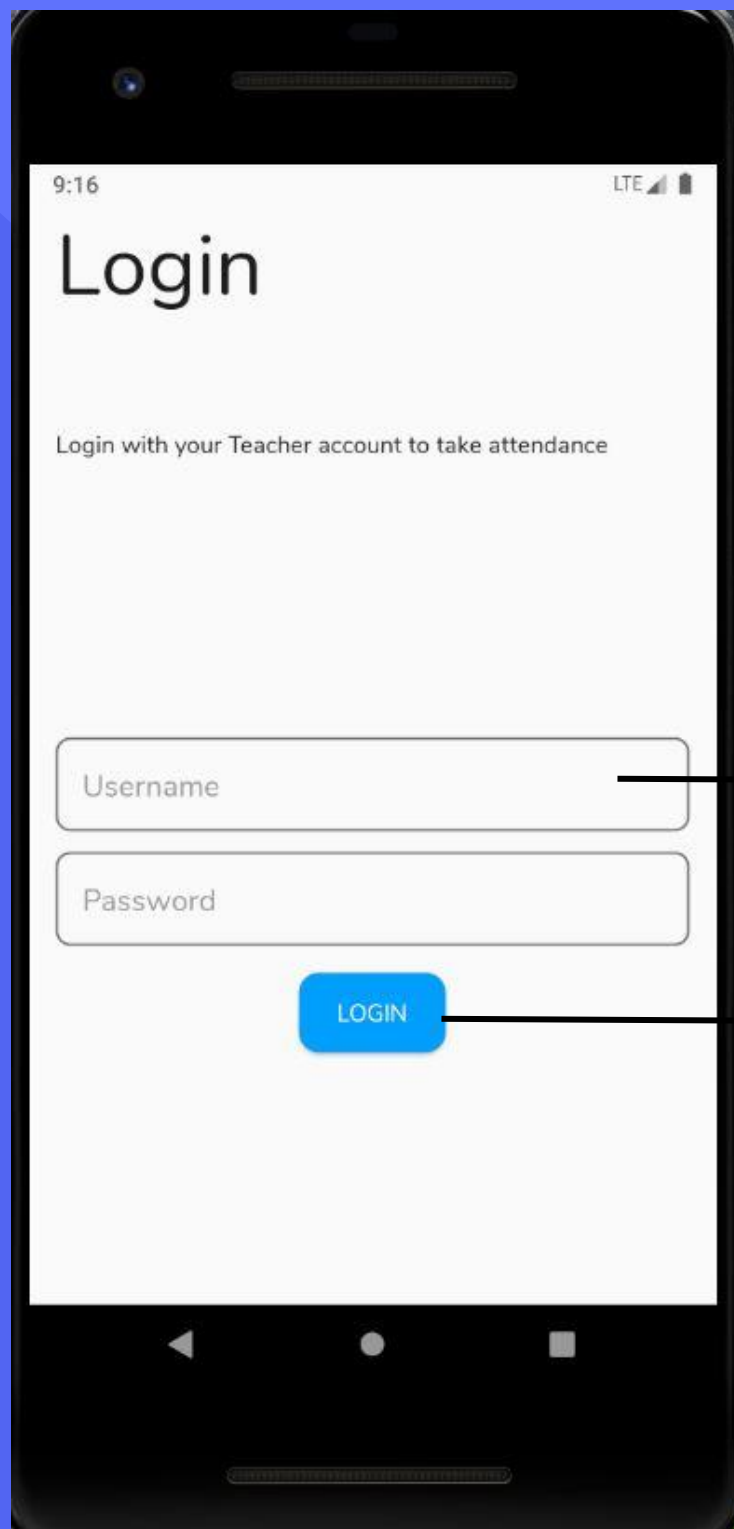 9:16 LTE
Login
Login with your Teacher account to take attendance
Username
Password
LOGIN